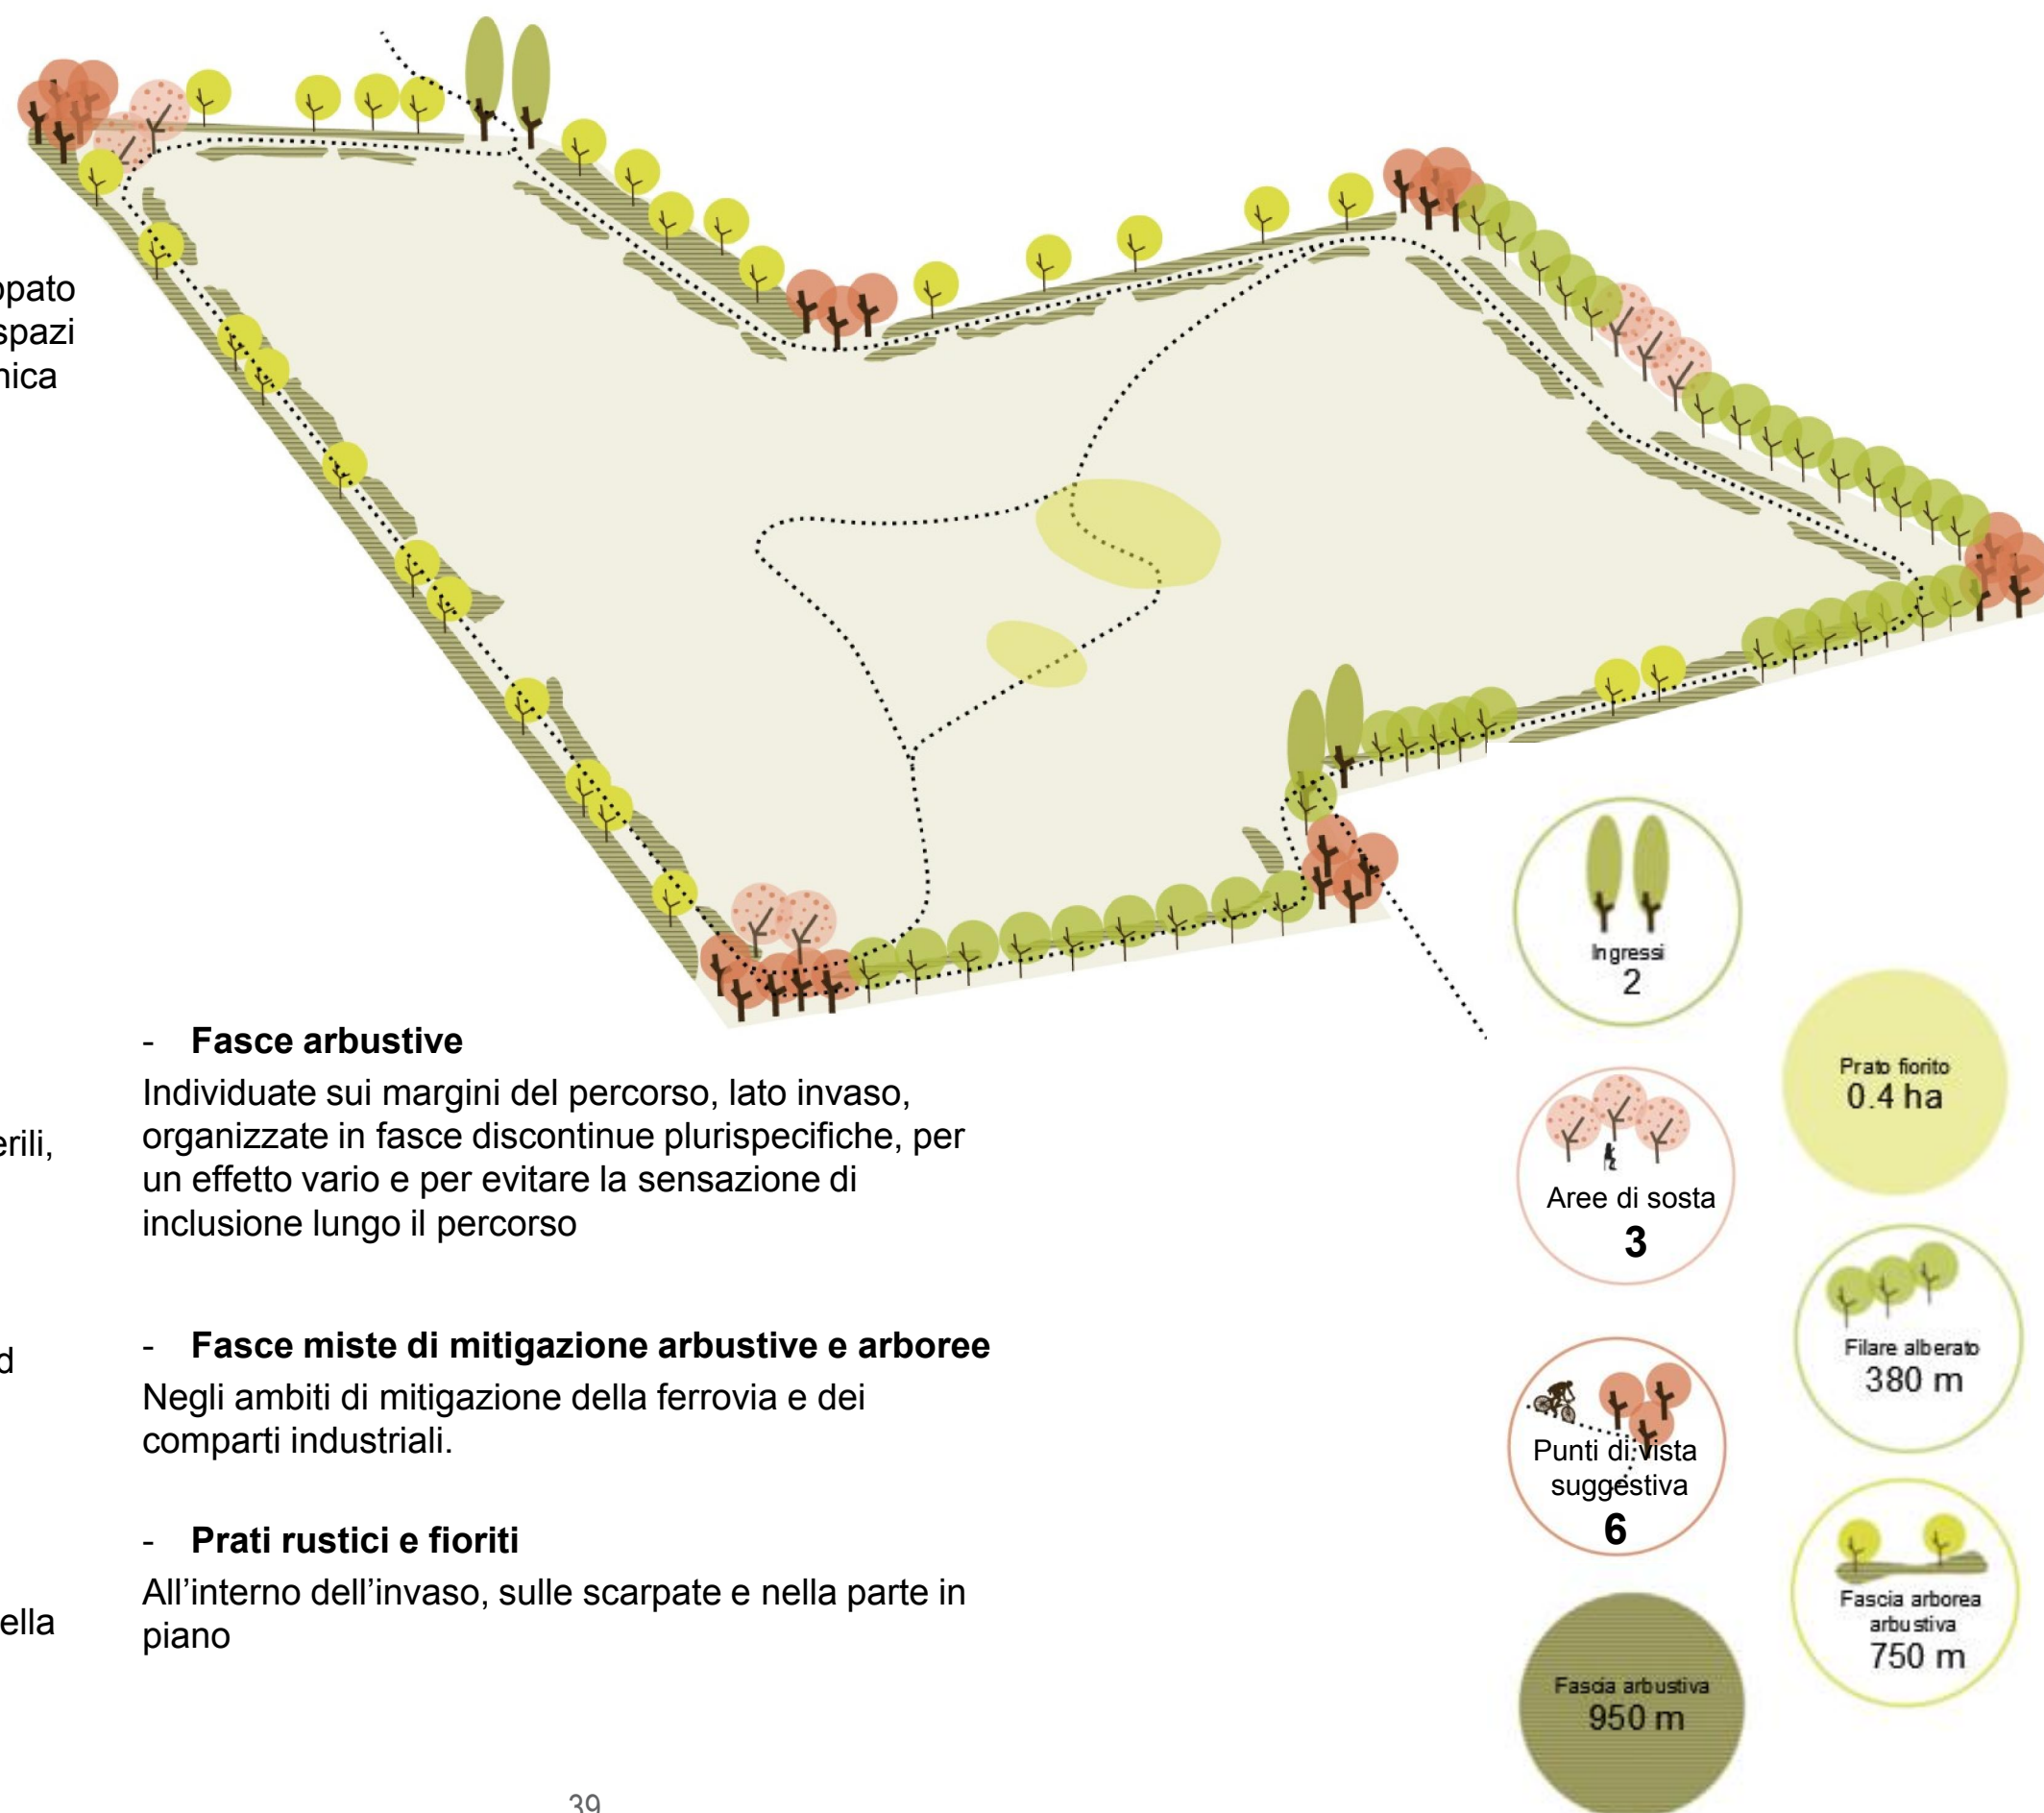 ppato
spazi
nica
erili,
d
ella
- Fasce arbustive
Individuate sui margini del percorso, lato invaso,
organizzate in fasce discontinue plurispecifiche, per
un effetto vario e per evitare la sensazione di
inclusione lungo il percorso
- Fasce miste di mitigazione arbustive e arboree
Negli ambiti di mitigazione della ferrovia e dei
comparti industriali.
- Prati rustici e fioriti
All'interno dell'invaso, sulle scarpate e nella parte in
piano
Ingressi
2
Prato fiorito
0.4 ha
Aree di sosta
3
Filare alberato
380 m
Punti di vista
suggestiva
6
Fascia arborea
arbustiva
750 m
Fascia arbustiva
950 m
39